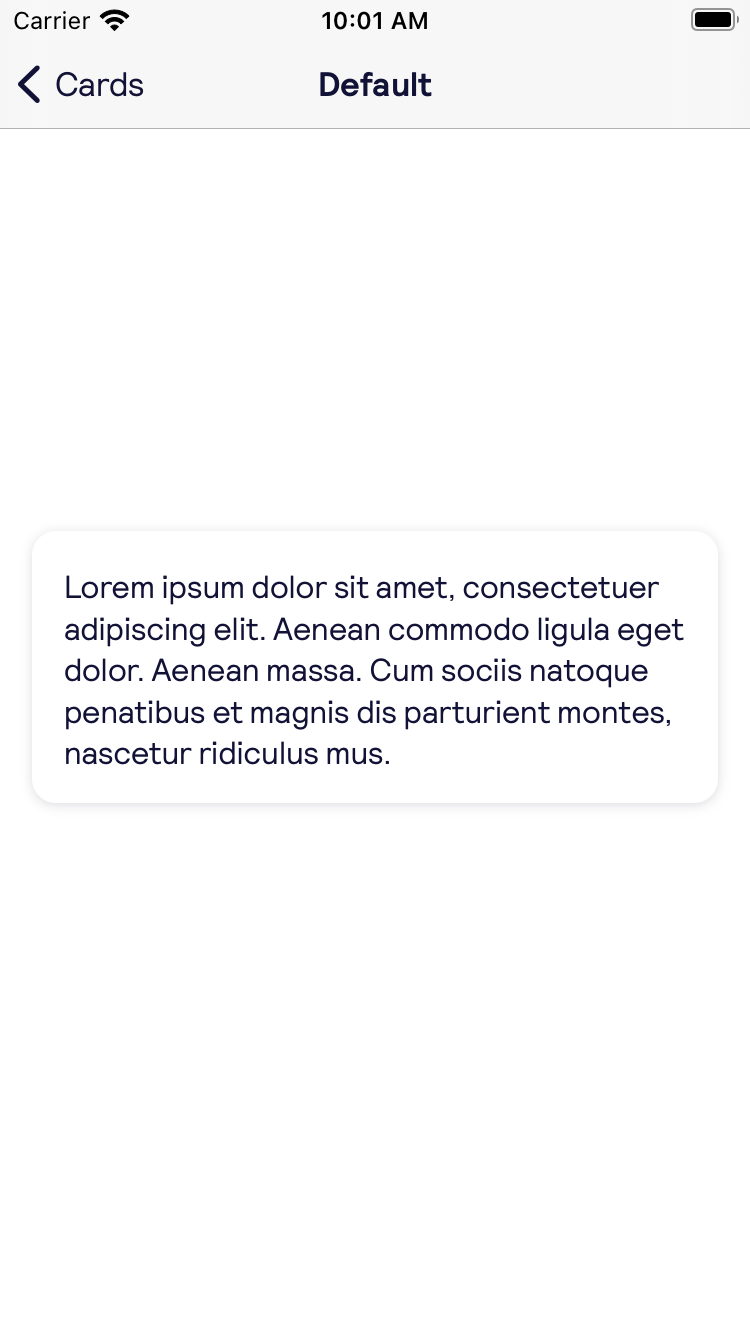 Carrier 10:01 AM
Cards Default
Lorem ipsum dolor sit amet, consectetuer
adipiscing elit. Aenean commodo ligula eget
dolor. Aenean massa. Cum sociis natoque
penatibus et magnis dis parturient montes,
nascetur ridiculus mus.